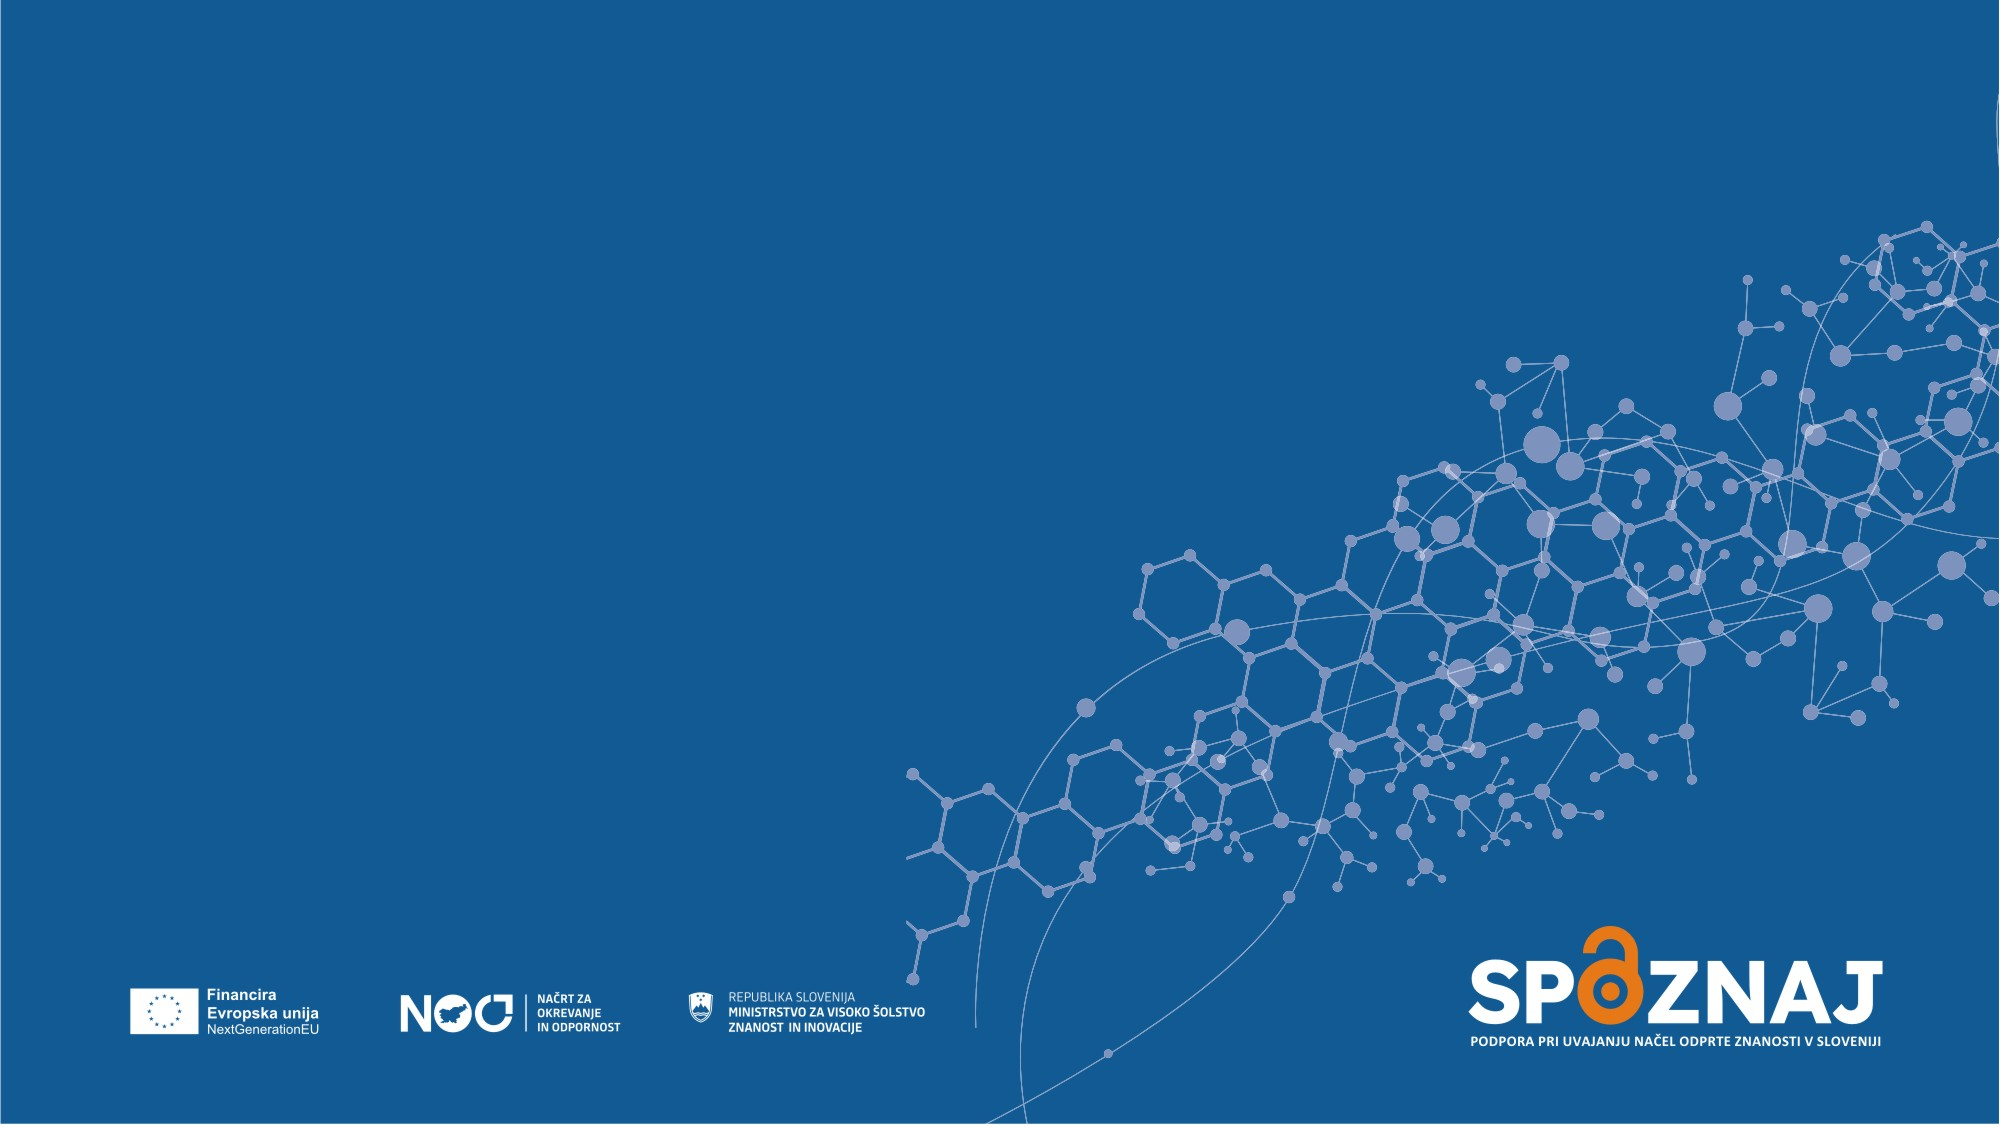 Financira
Evropska unija
NextGenerationEU
NOO
NAČRT ZA
OKREVANJE
IN ODPORNOST
REPUBLIKA SLOVENIJA
MINISTRSTVO ZA VISOKO ŠOLSTVO
ZNANOST IN INOVACIJE
SPOZNAJ
PODPORA PRI UVAJANJU NAČEL ODPRTE ZNANOSTI V SLOVENIJI